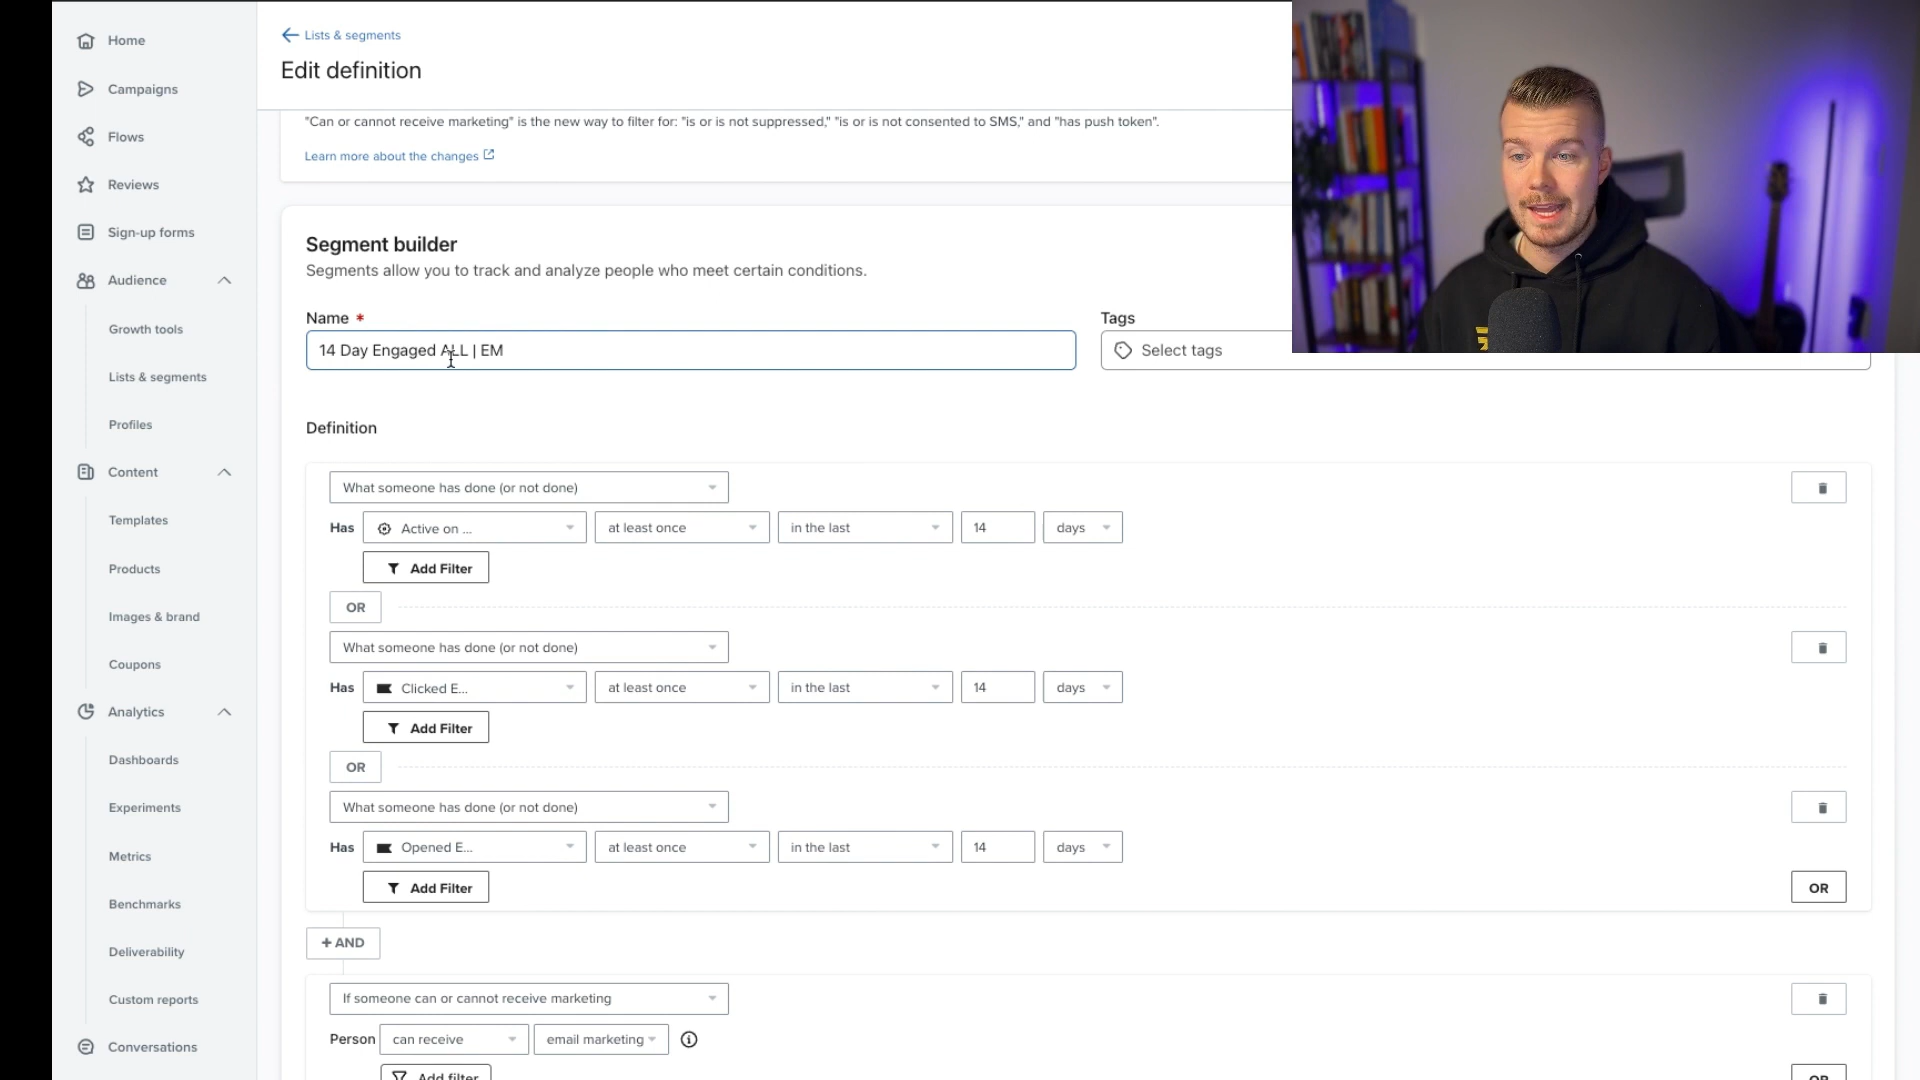 Home
Campaigns
Flows
Reviews
Sign-up forms
Audience
Growth tools
Lists & segments
Profiles
Content
Templates
Products
Images & brand
Coupons
Analytics
Dashboards
Experiments
Metrics
Benchmarks
Deliverability
Custom reports
Conversations
Lists & segments
Edit definition
"Can or cannot receive marketing" is the new way to filter for: "is or is not suppressed," "is or is not consented to SMS," and "has push token".
Learn more about the changes
Segment builder
Segments allow you to track and analyze people who meet certain conditions.
Name * Tags
14 Day Engaged ALL | EM Select tags
Definition
What someone has done (or not done)
Has Active on ... at least once in the last 14 days
Add Filter
OR
What someone has done (or not done)
Has Clicked E... at least once in the last 14 days
Add Filter
OR
What someone has done (or not done)
Has Opened E... at least once in the last 14 days
Add Filter OR
+ AND
If someone can or cannot receive marketing
Person can receive email marketing
Add filter OR